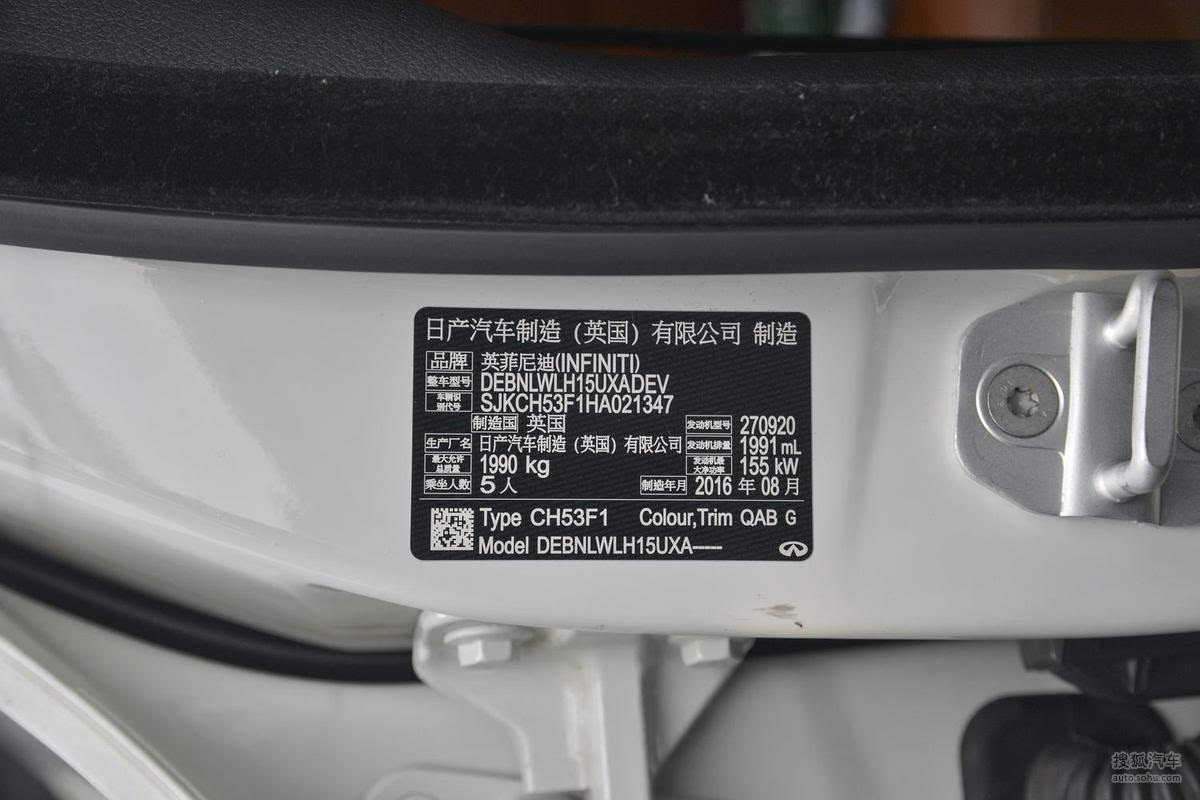 日产汽车制造（英国）有限公司 制造
品牌 英菲尼迪(INFINITI)
整车型号 DEBNLWLH15UXADEV
车辆识别代号 SJKCH53F1HA021347
制造国 英国 发动机型号 270920
生产厂名 日产汽车制造（英国）有限公司 发动机排量 1991 mL
最大允许总质量 1990 kg 发动机最大净功率 155 kW
乘坐人数 5 人 制造年月 2016 年 08 月
Type CH53F1 Colour,Trim QAB G
Model DEBNLWLH15UXA-----
搜狐汽车
auto.sohu.com